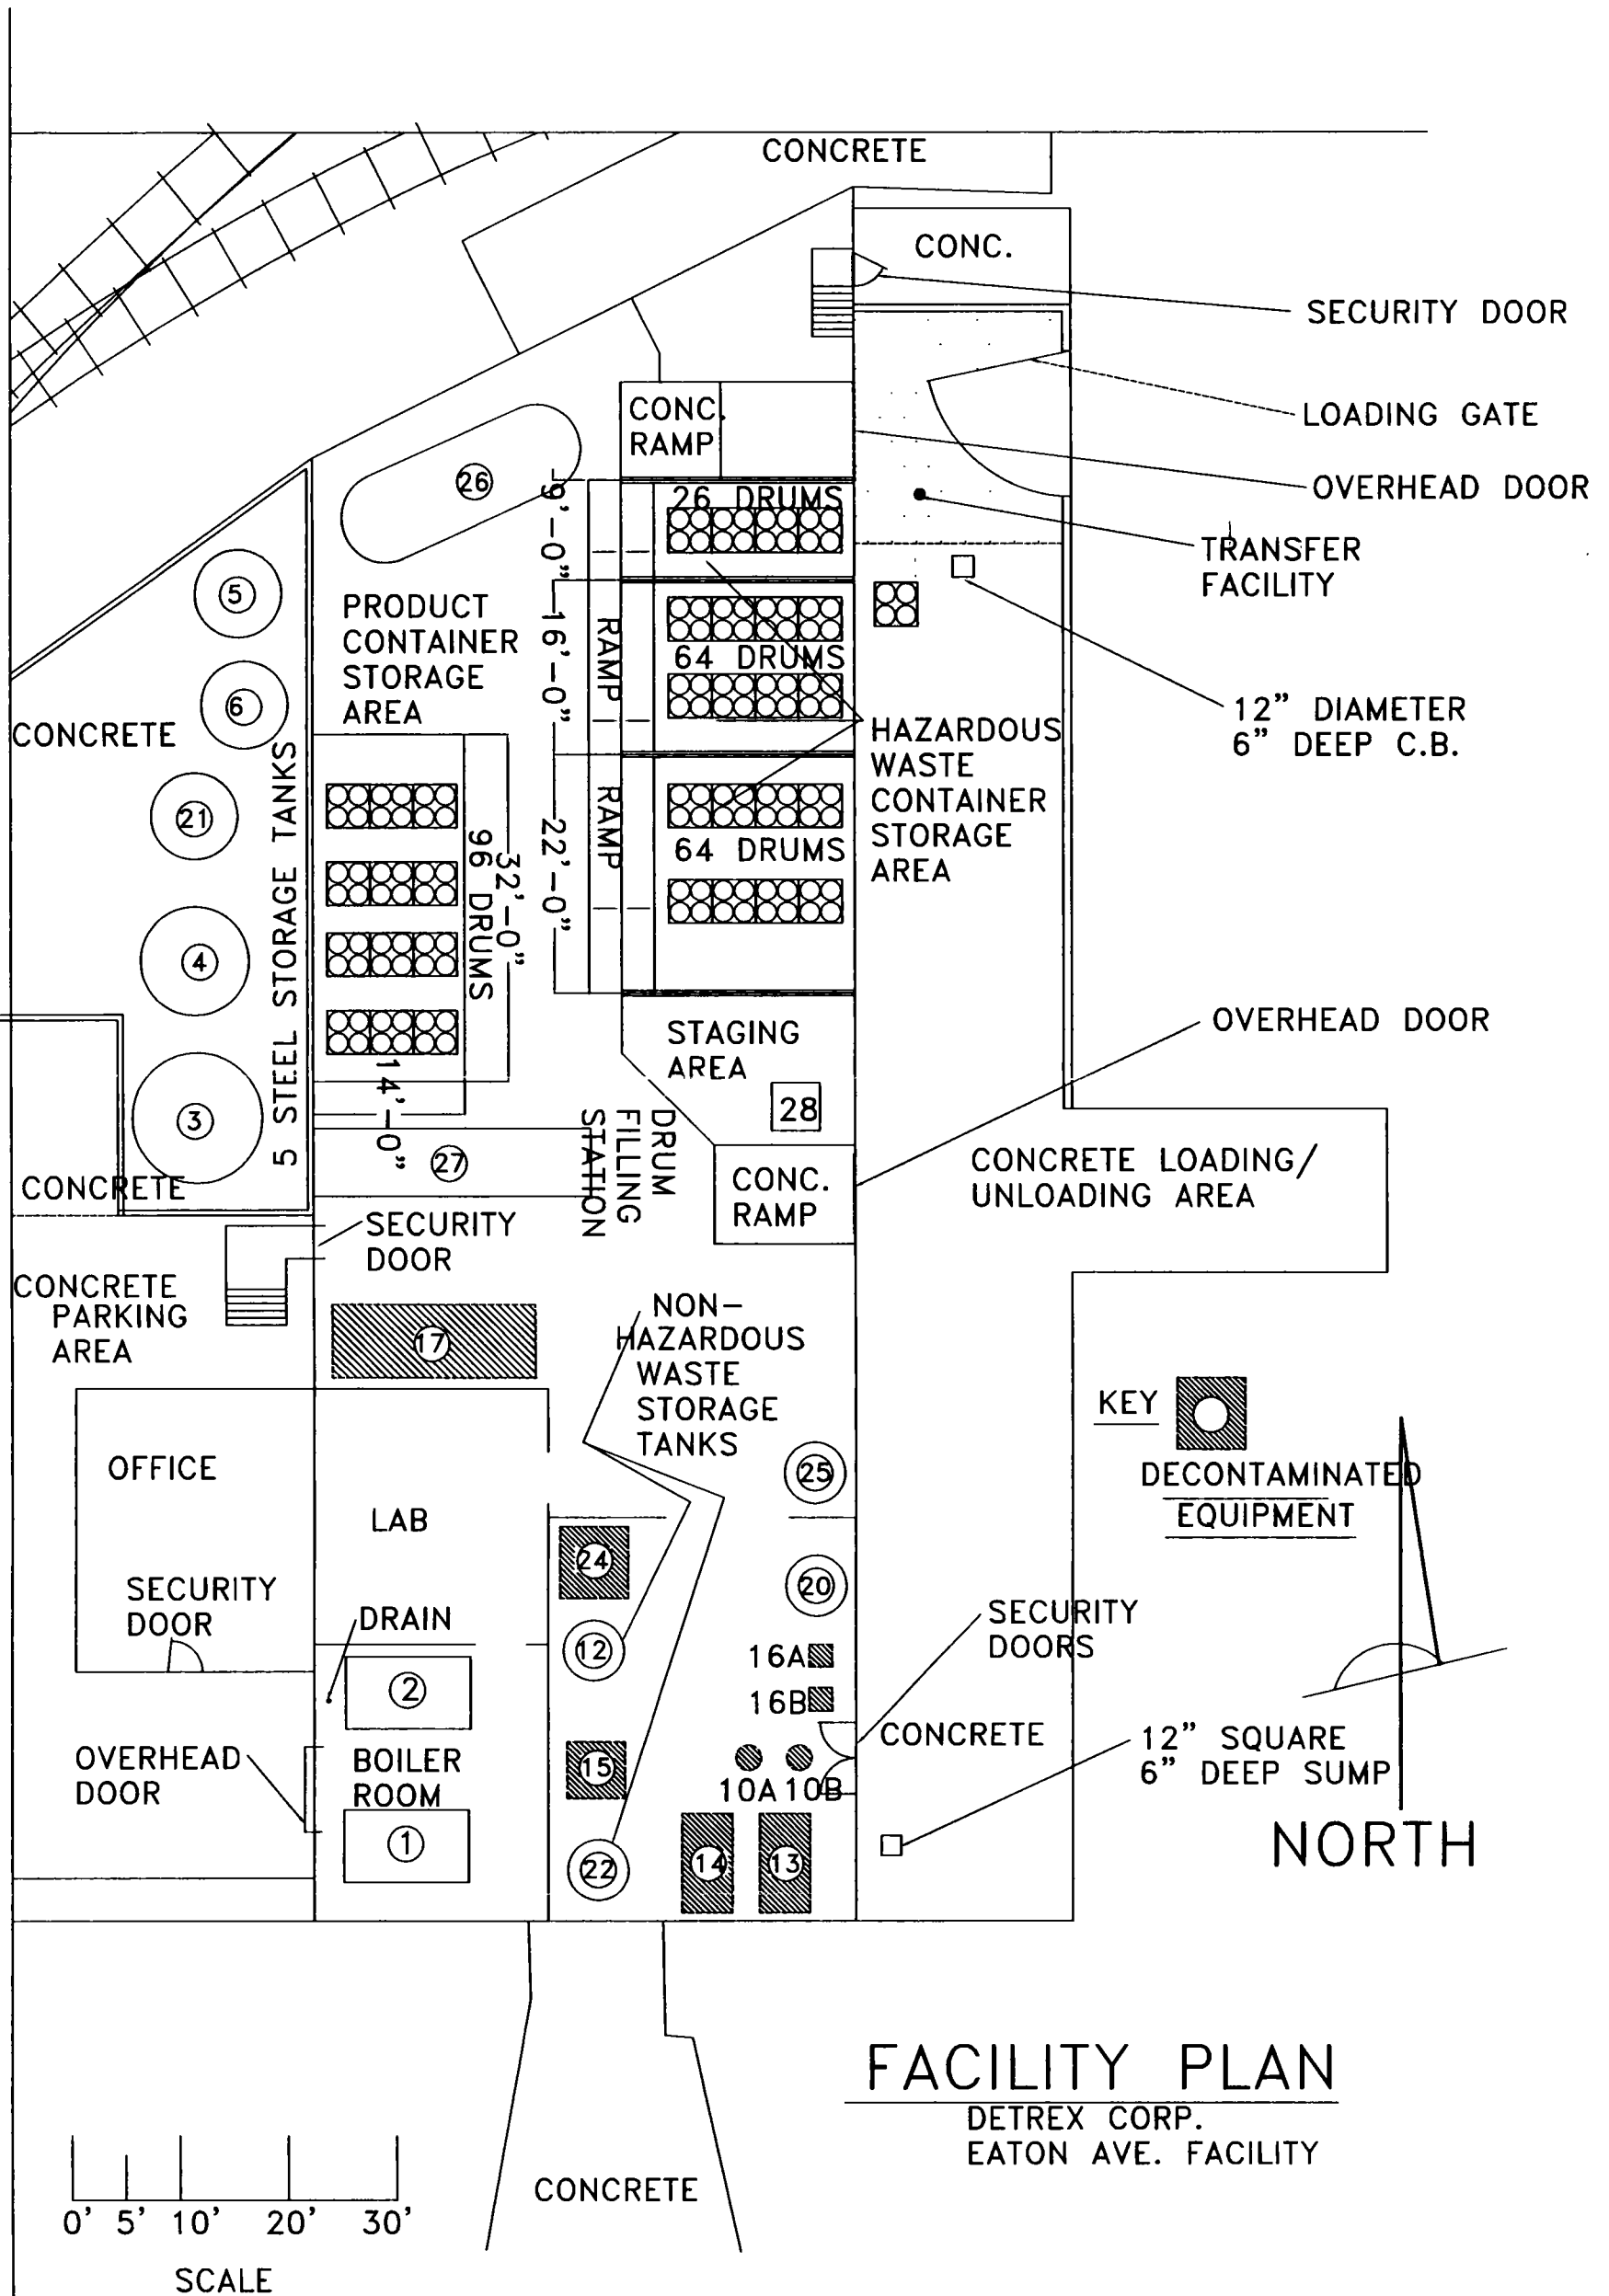 CONCRETE
CONC.
SECURITY DOOR
LOADING GATE
CONC.
RAMP
OVERHEAD DOOR
26
9'-0"
26 DRUMS
TRANSFER
FACILITY
5
PRODUCT
CONTAINER
STORAGE
AREA
16'-0"
RAMP
64 DRUMS
6
12" DIAMETER
6" DEEP C.B.
CONCRETE
HAZARDOUS
WASTE
CONTAINER
STORAGE
AREA
21
5 STEEL STORAGE TANKS
96 DRUMS
32'-0"
22'-0"
RAMP
64 DRUMS
4
STAGING
AREA
OVERHEAD DOOR
28
3
14'-0"
27
DRUM
FILLING
STATION
CONC.
RAMP
CONCRETE LOADING/
UNLOADING AREA
CONCRETE
SECURITY
DOOR
CONCRETE
PARKING
AREA
17
NON-
HAZARDOUS
WASTE
STORAGE
TANKS
KEY
DECONTAMINATED
EQUIPMENT
OFFICE
25
LAB
24
20
SECURITY
DOOR
DRAIN
12
SECURITY
DOORS
16A
16B
2
CONCRETE
12" SQUARE
6" DEEP SUMP
OVERHEAD
DOOR
BOILER
ROOM
15
10A 10B
1
22
14
13
NORTH
FACILITY PLAN
DETREX CORP.
EATON AVE. FACILITY
CONCRETE
0' 5' 10' 20' 30'
SCALE